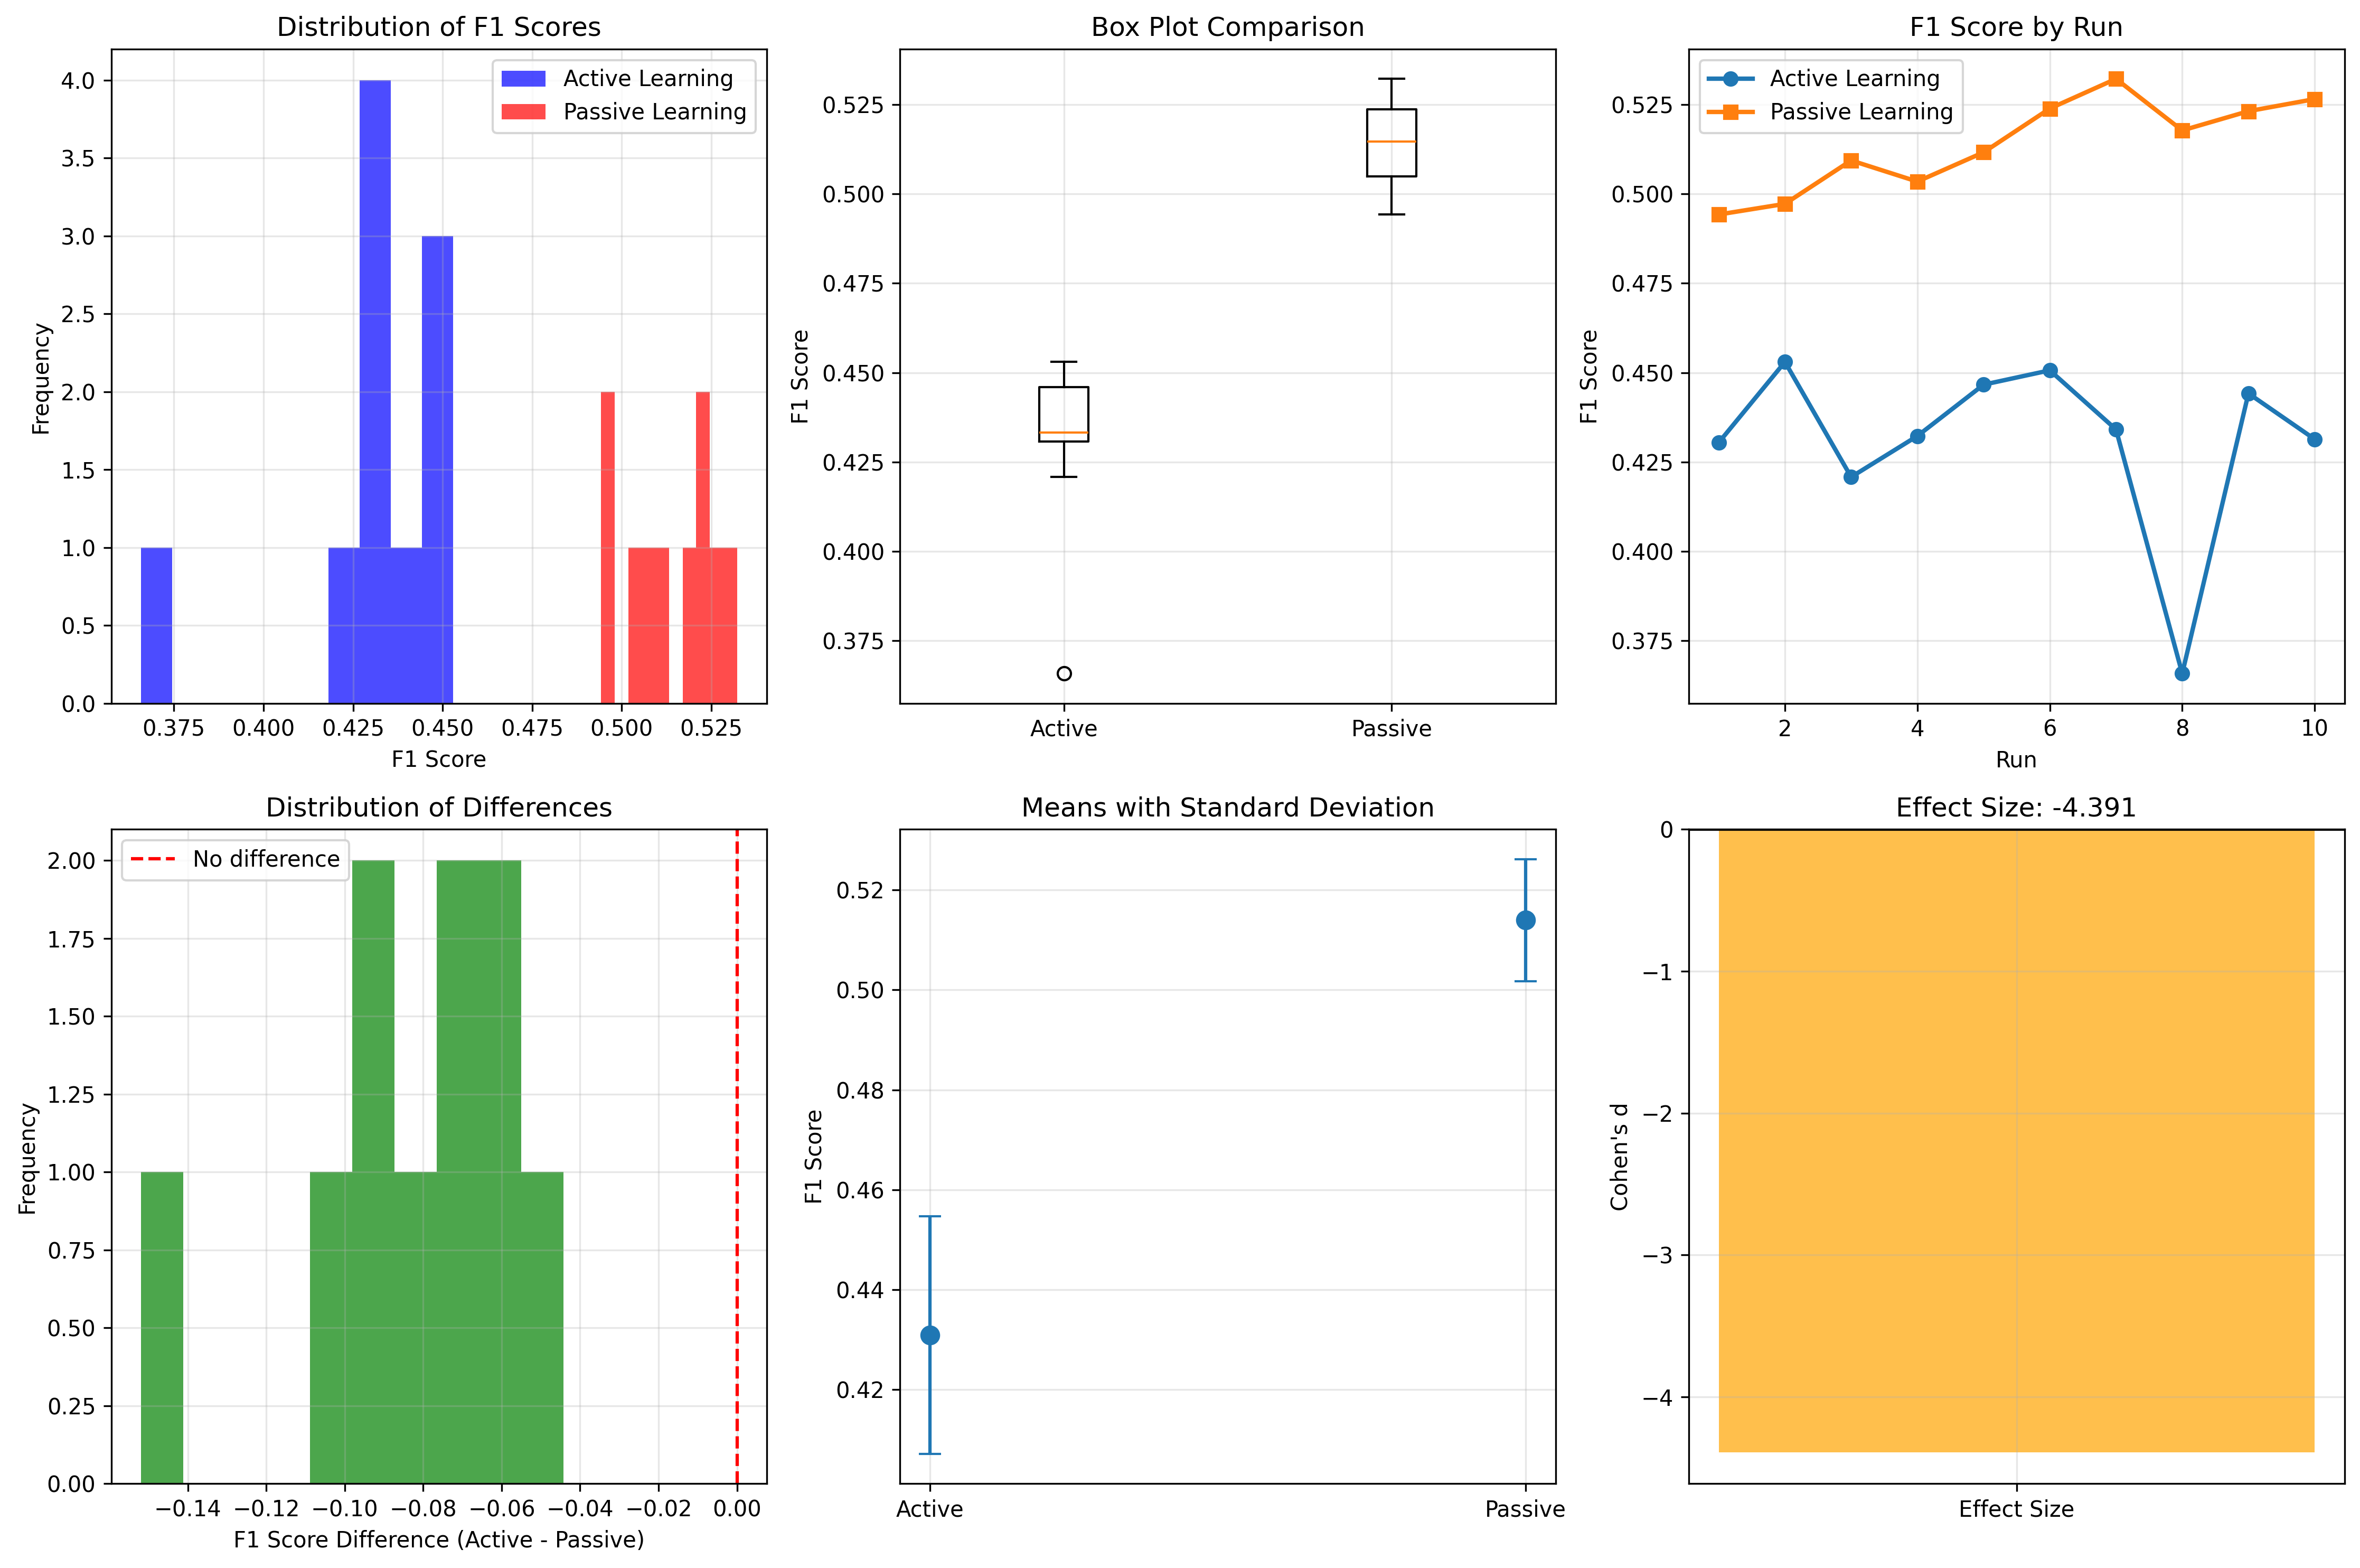 Distribution of F1 Scores
Active Learning
Passive Learning
4.0
3.5
3.0
2.5
2.0
1.5
1.0
0.5
0.0
Frequency
0.375 0.400 0.425 0.450 0.475 0.500 0.525
F1 Score
Box Plot Comparison
0.525
0.500
0.475
0.450
0.425
0.400
0.375
F1 Score
Active Passive
F1 Score by Run
Active Learning
Passive Learning
0.525
0.500
0.475
0.450
0.425
0.400
0.375
F1 Score
2 4 6 8 10
Run
Distribution of Differences
No difference
2.00
1.75
1.50
1.25
1.00
0.75
0.50
0.25
0.00
Frequency
−0.14 −0.12 −0.10 −0.08 −0.06 −0.04 −0.02 0.00
F1 Score Difference (Active - Passive)
Means with Standard Deviation
0.52
0.50
0.48
0.46
0.44
0.42
F1 Score
Active Passive
Effect Size: -4.391
0
−1
−2
−3
−4
Cohen's d
Effect Size